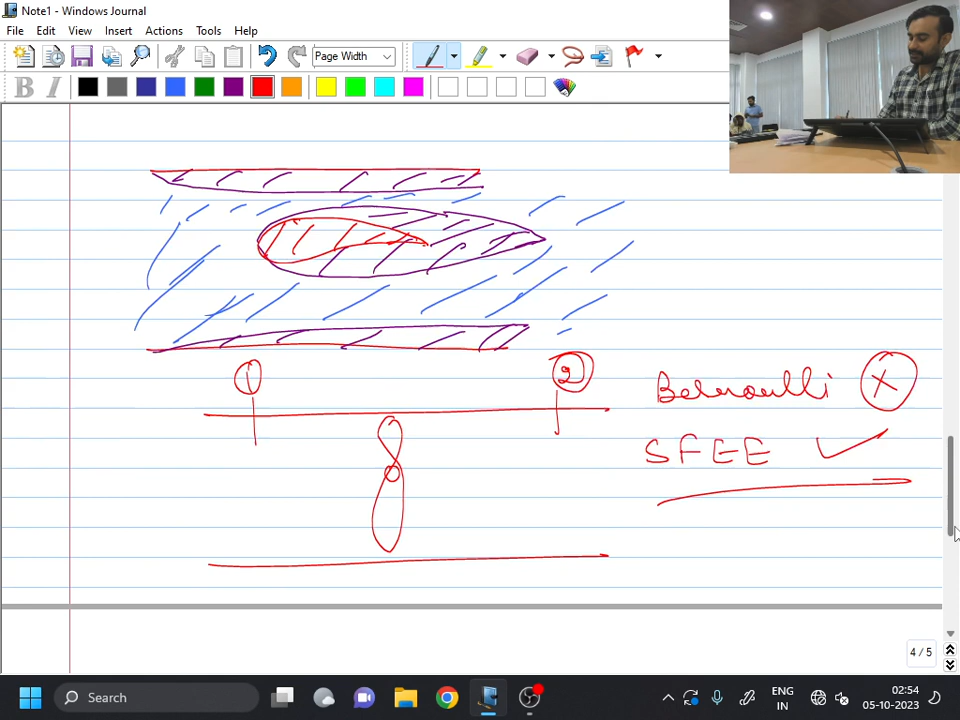 Note1 - Windows Journal
File Edit View Insert Actions Tools Help
Page Width
B I
1
2
Bernoulli X
SFEE ✓
4 / 5
Search
ENG
IN
02:54
05-10-2023